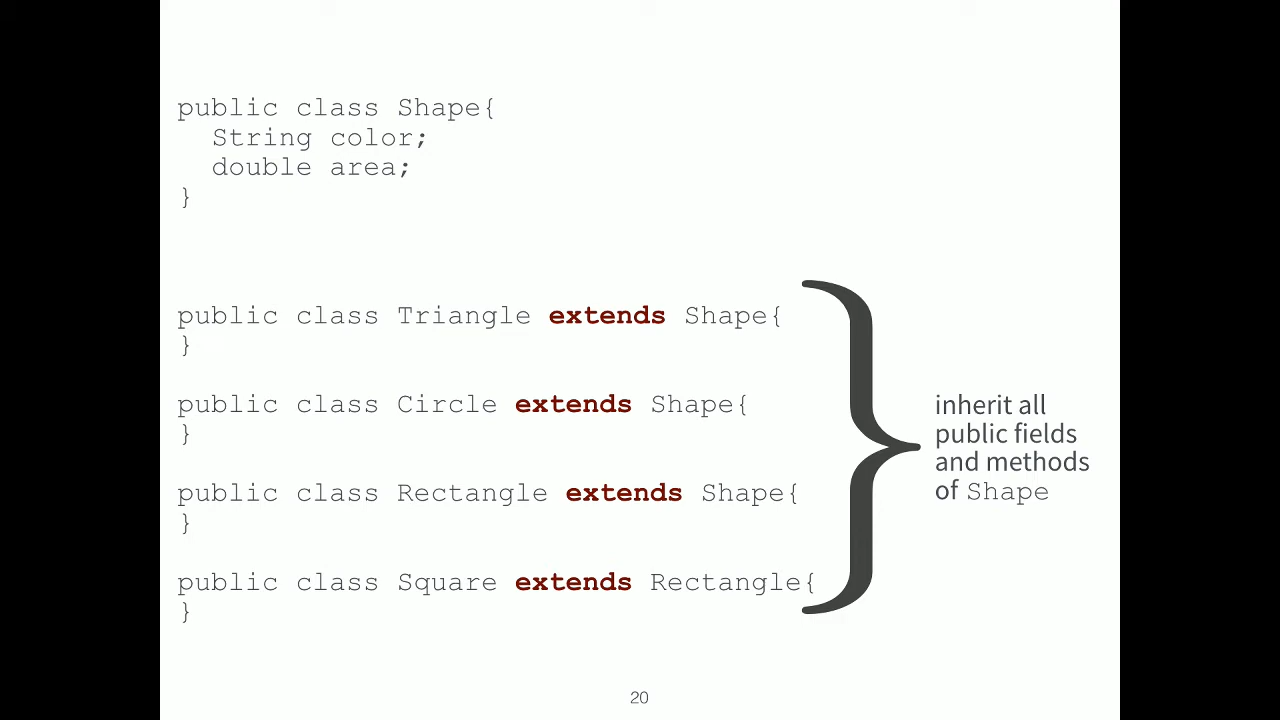 public class Shape{
String color;
double area;
}
public class Triangle extends Shape{
}
public class Circle extends Shape{
}
public class Rectangle extends Shape{
}
public class Square extends Rectangle{
}
inherit all
public fields
and methods
of Shape
20